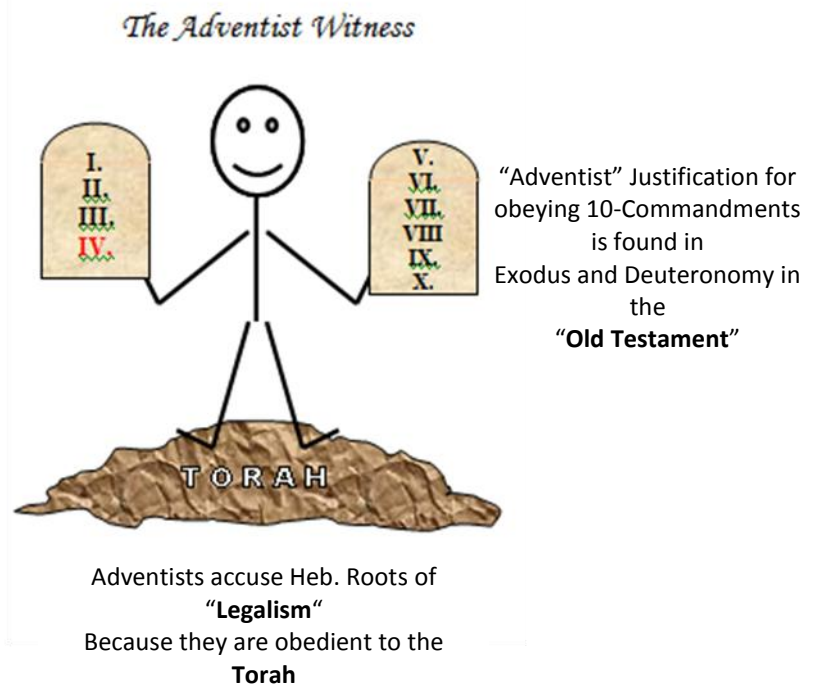 The Adventist Witness
I.
II.
III.
IV.
V.
VI.
VII.
VIII
IX.
X.
“Adventist” Justification for
obeying 10-Commandments
is found in
Exodus and Deuteronomy in
the
“Old Testament”
TORAH
Adventists accuse Heb. Roots of
“Legalism“
Because they are obedient to the
Torah